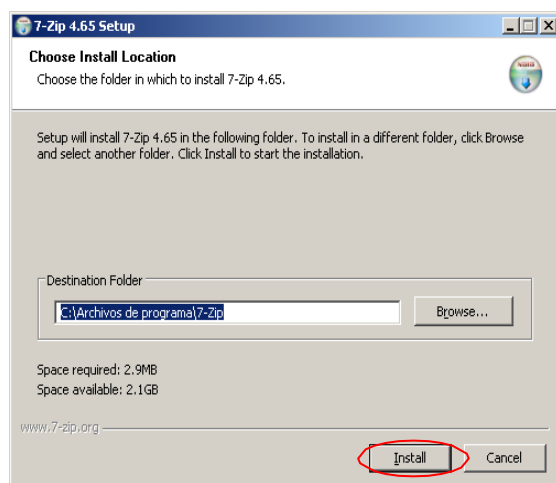 7-Zip 4.65 Setup
Choose Install Location
Choose the folder in which to install 7-Zip 4.65.
Setup will install 7-Zip 4.65 in the following folder. To install in a different folder, click Browse
and select another folder. Click Install to start the installation.
Destination Folder
C:\Archivos de programa\7-Zip
Browse...
Space required: 2.9MB
Space available: 2.1GB
www.7-zip.org
Install
Cancel